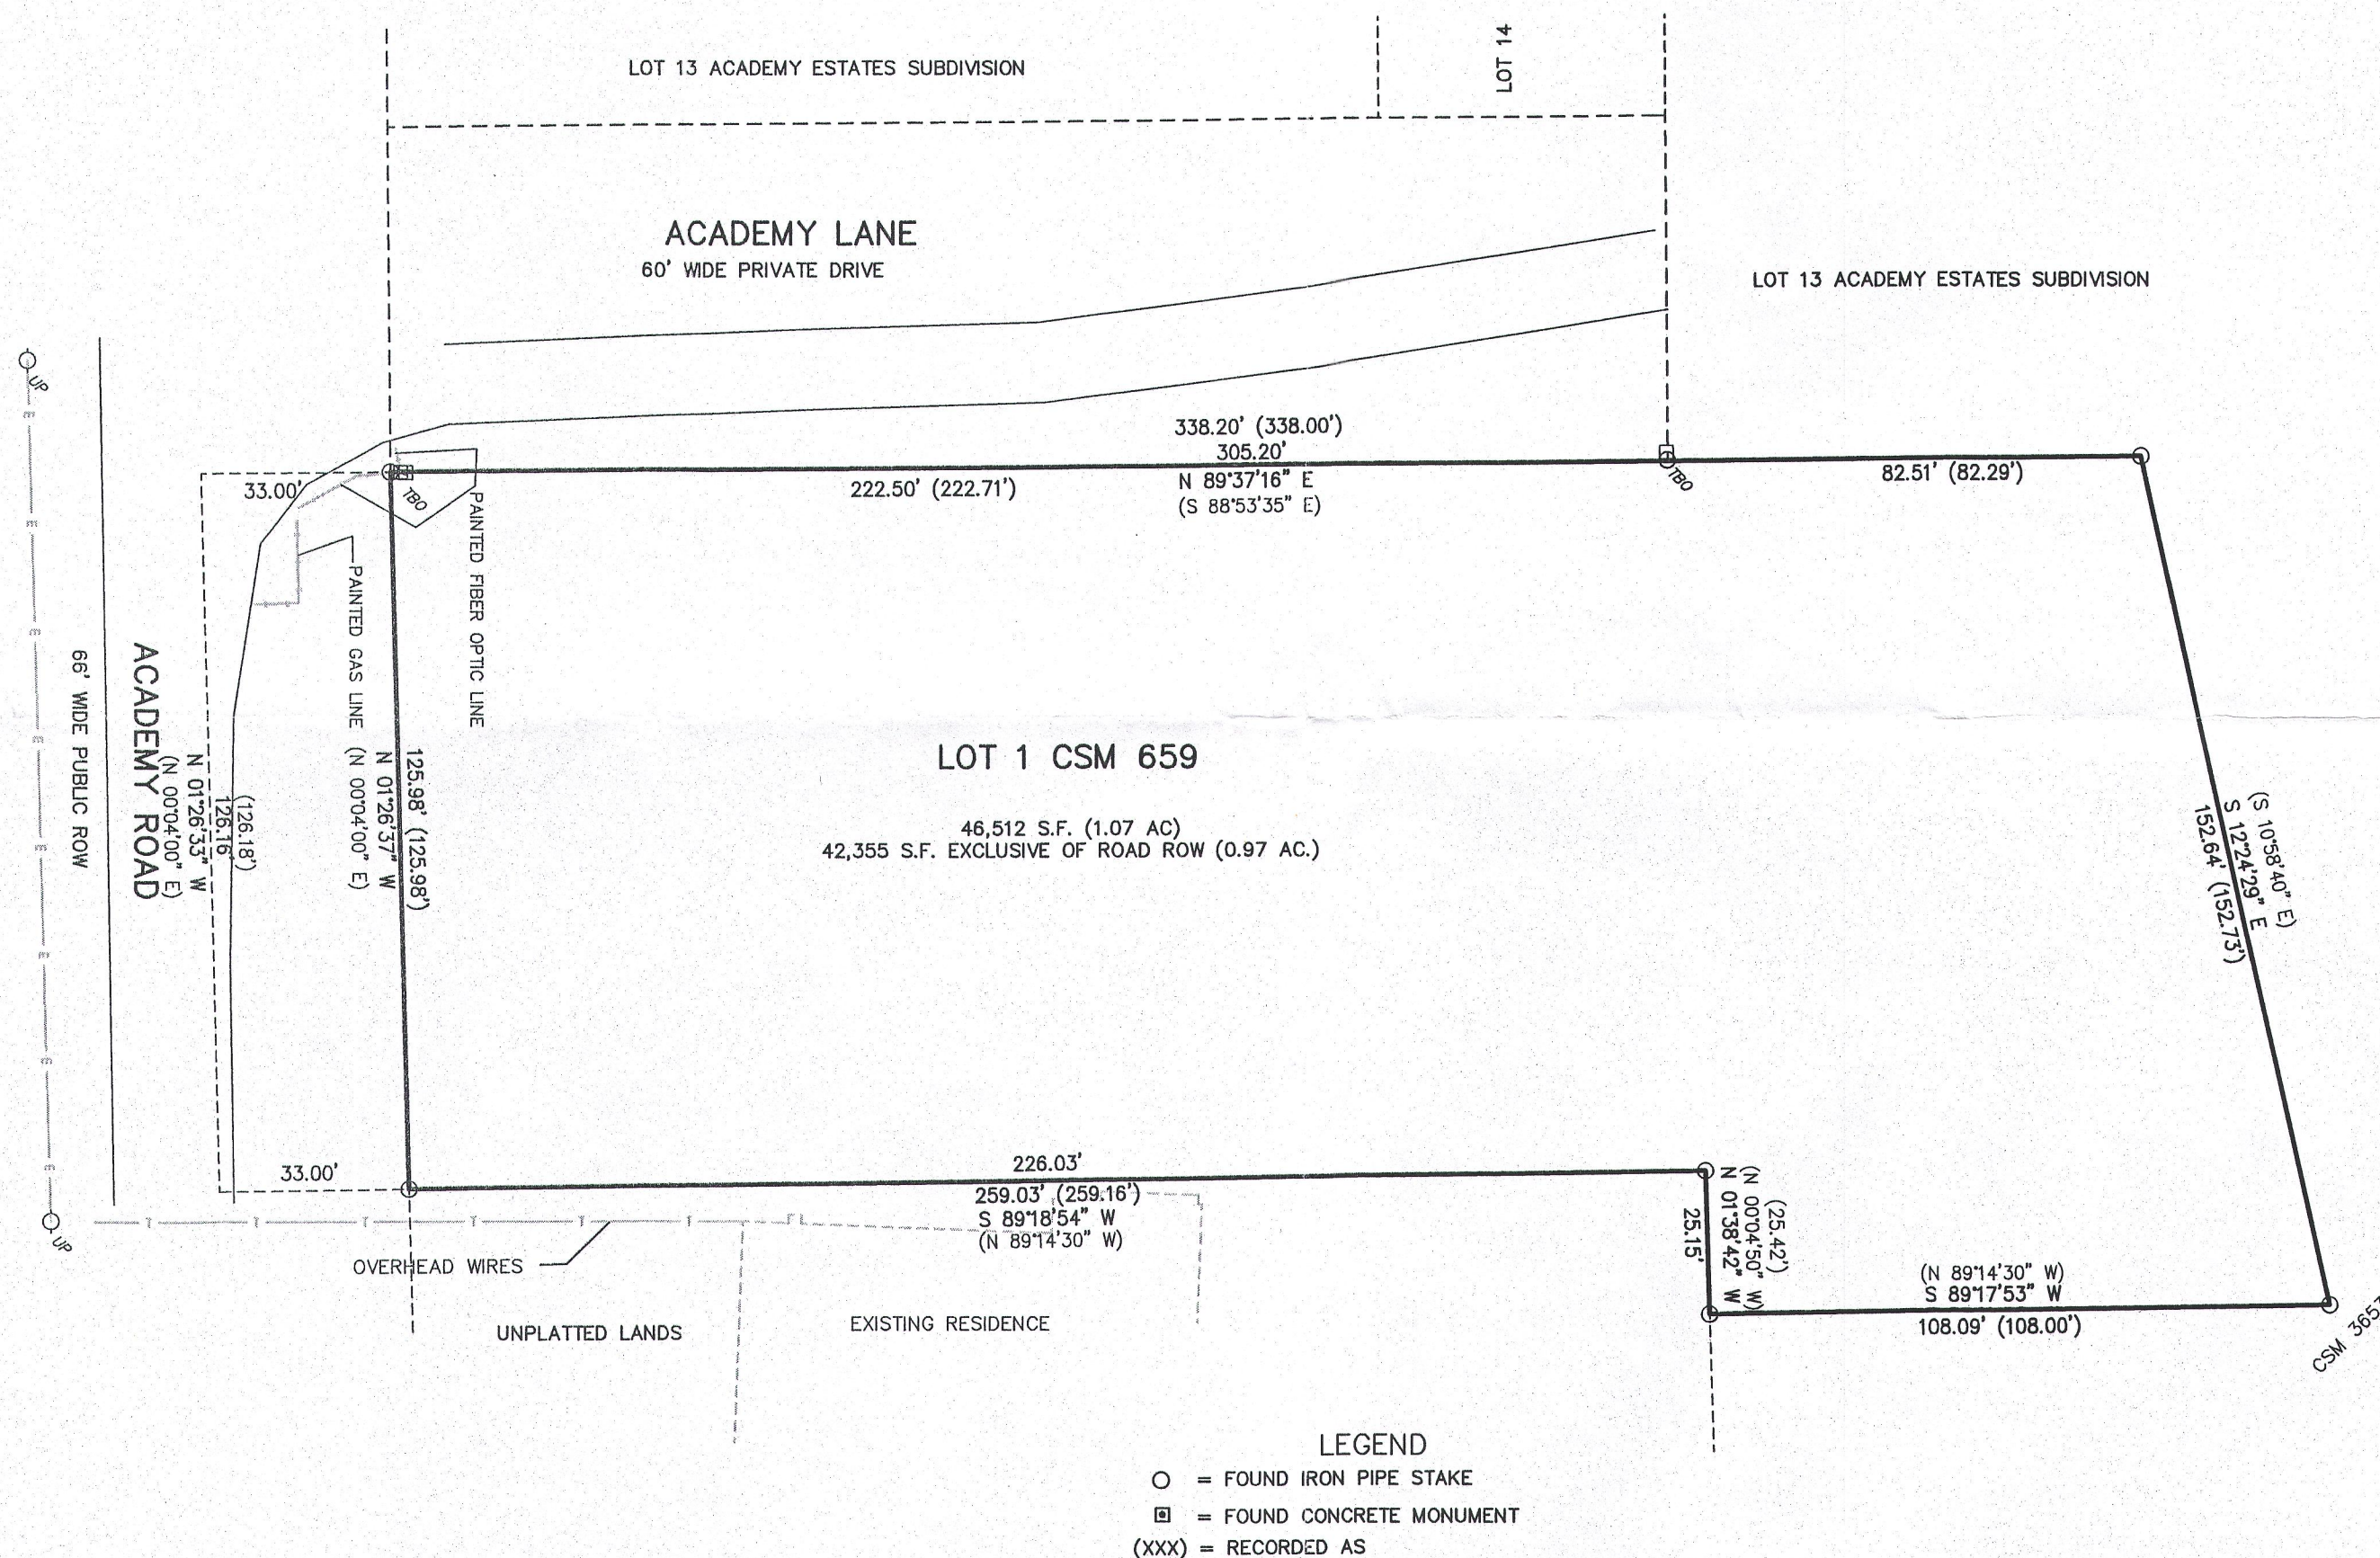 LOT 13 ACADEMY ESTATES SUBDIVISION
LOT 14
ACADEMY LANE
60' WIDE PRIVATE DRIVE
LOT 13 ACADEMY ESTATES SUBDIVISION
UP
338.20' (338.00')
305.20'
N 89°37'16" E
(S 88°53'35" E)
222.50' (222.71')
82.51' (82.29')
33.00'
TBO
TBO
PAINTED FIBER OPTIC LINE
PAINTED GAS LINE
66' WIDE PUBLIC ROW
ACADEMY ROAD
(N 00°04'00" E)
N 01°26'33" W
126.16'
(126.18')
(N 00°04'00" E)
N 01°26'37" W
125.98' (125.98')
LOT 1 CSM 659
46,512 S.F. (1.07 AC)
42,355 S.F. EXCLUSIVE OF ROAD ROW (0.97 AC.)
(S 10°58'40" E)
S 12°24'29" E
152.64' (152.73')
33.00'
226.03'
259.03' (259.16')
S 89°18'54" W
(N 89°14'30" W)
25.15'
N 01°38'42" W
(N 00°04'50" W)
(25.42')
(N 89°14'30" W)
S 89°17'53" W
108.09' (108.00')
UP
OVERHEAD WIRES
UNPLATTED LANDS
EXISTING RESIDENCE
CSM 3653
LEGEND
= FOUND IRON PIPE STAKE
= FOUND CONCRETE MONUMENT
(XXX) = RECORDED AS
E E E E E E E E
T T T T T T